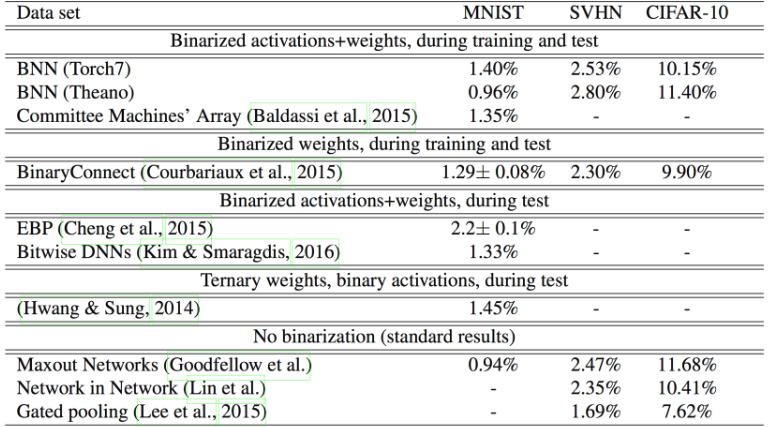 Data set MNIST SVHN CIFAR-10
Binarized activations+weights, during training and test
BNN (Torch7) 1.40% 2.53% 10.15%
BNN (Theano) 0.96% 2.80% 11.40%
Committee Machines' Array (Baldassi et al., 2015) 1.35% - -
Binarized weights, during training and test
BinaryConnect (Courbariaux et al., 2015) 1.29± 0.08% 2.30% 9.90%
Binarized activations+weights, during test
EBP (Cheng et al., 2015) 2.2± 0.1% - -
Bitwise DNNs (Kim & Smaragdis, 2016) 1.33% - -
Ternary weights, binary activations, during test
(Hwang & Sung, 2014) 1.45% - -
No binarization (standard results)
Maxout Networks (Goodfellow et al.) 0.94% 2.47% 11.68%
Network in Network (Lin et al.) - 2.35% 10.41%
Gated pooling (Lee et al., 2015) - 1.69% 7.62%